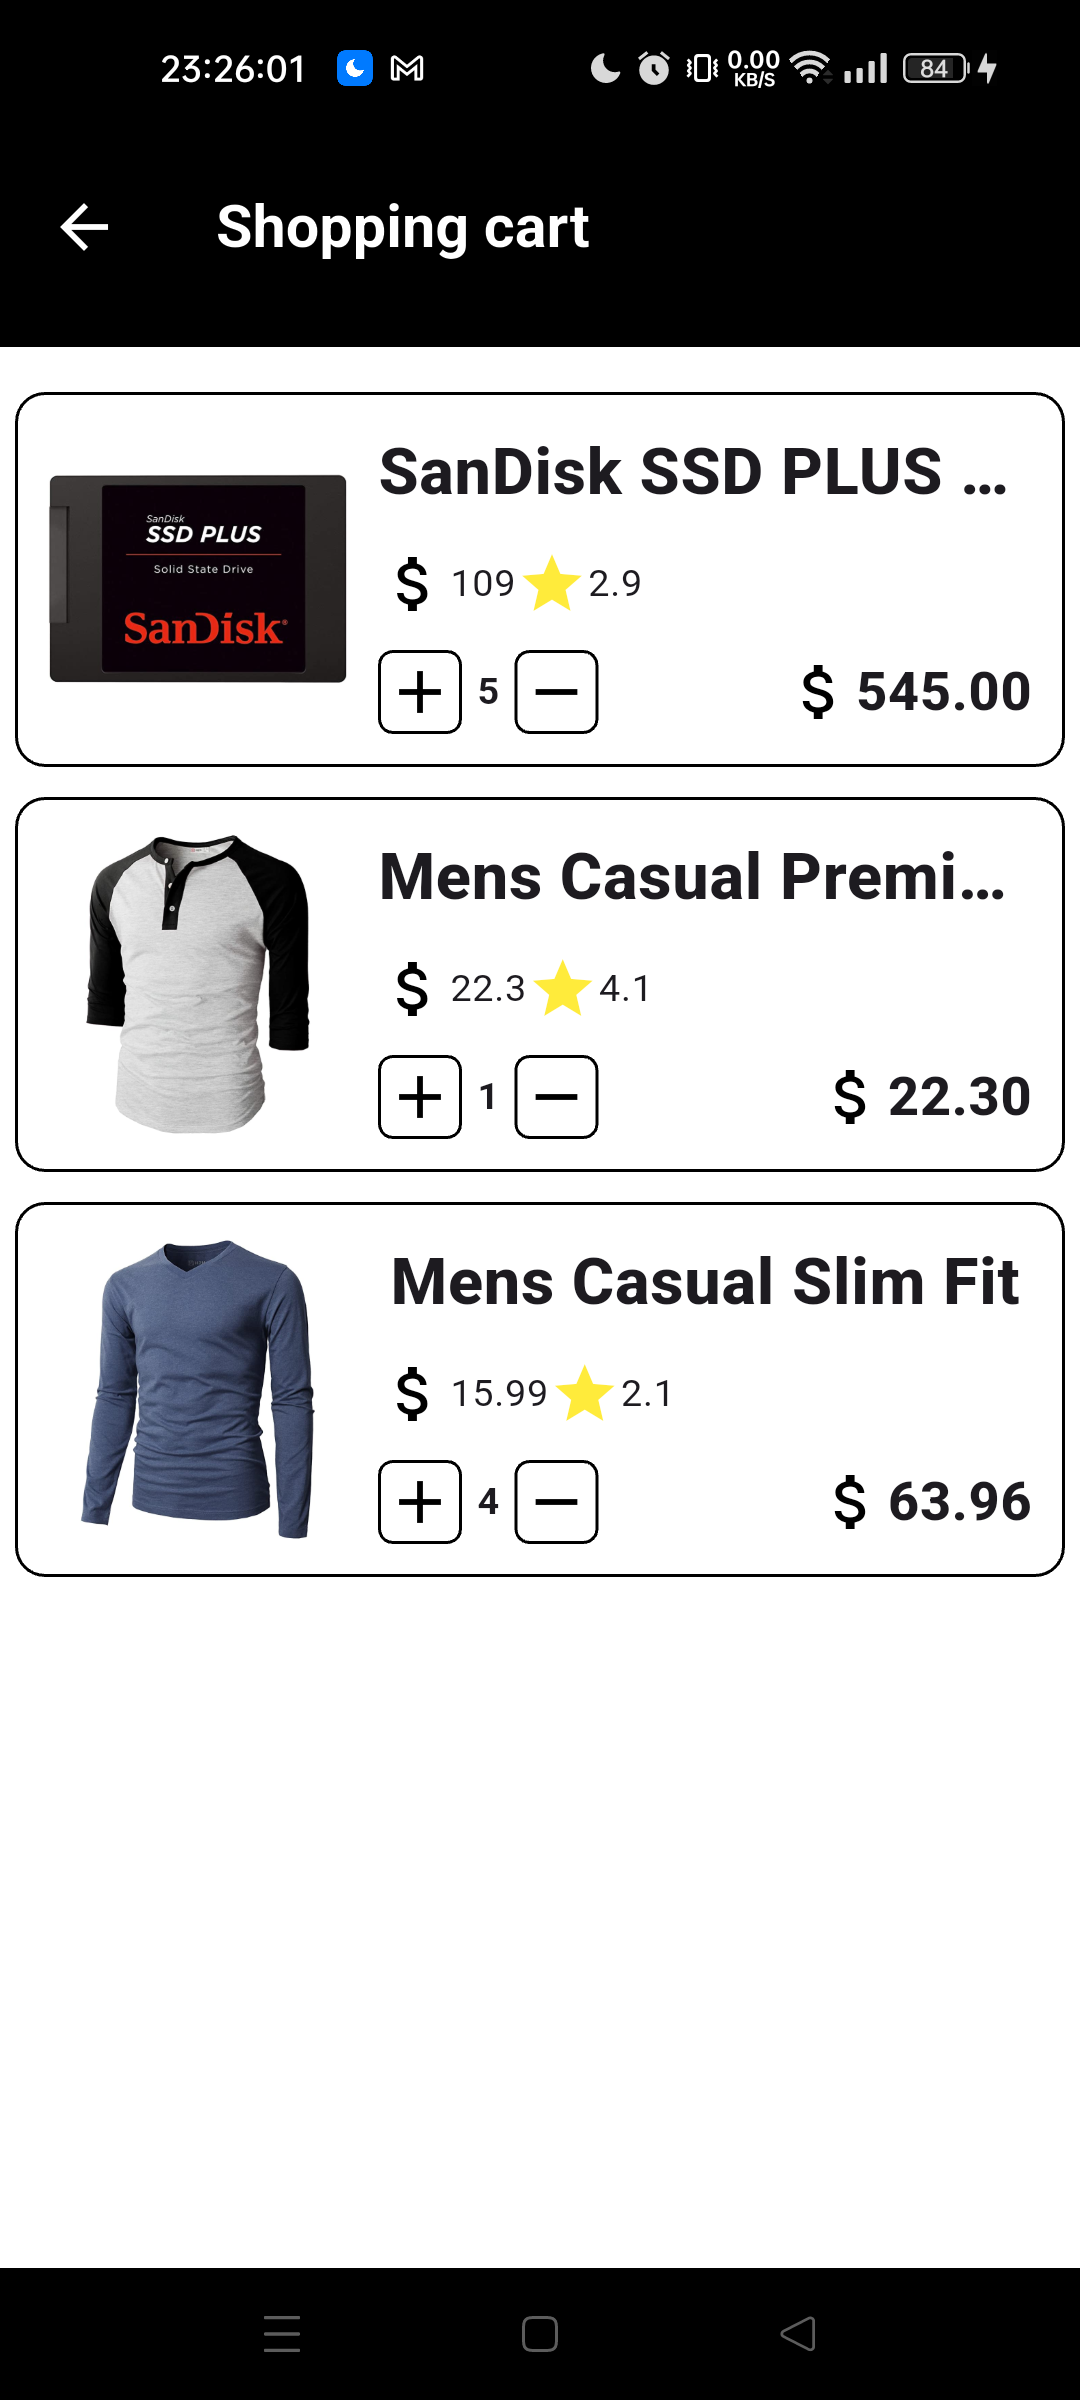 23:26:01 0.00 KB/S 84
Shopping cart
SanDisk SSD PLUS ...
SanDisk
SSD PLUS
Solid State Drive
SanDisk®
$ 109 2.9
5 $ 545.00
Mens Casual Premi...
$ 22.3 4.1
1 $ 22.30
Mens Casual Slim Fit
$ 15.99 2.1
4 $ 63.96